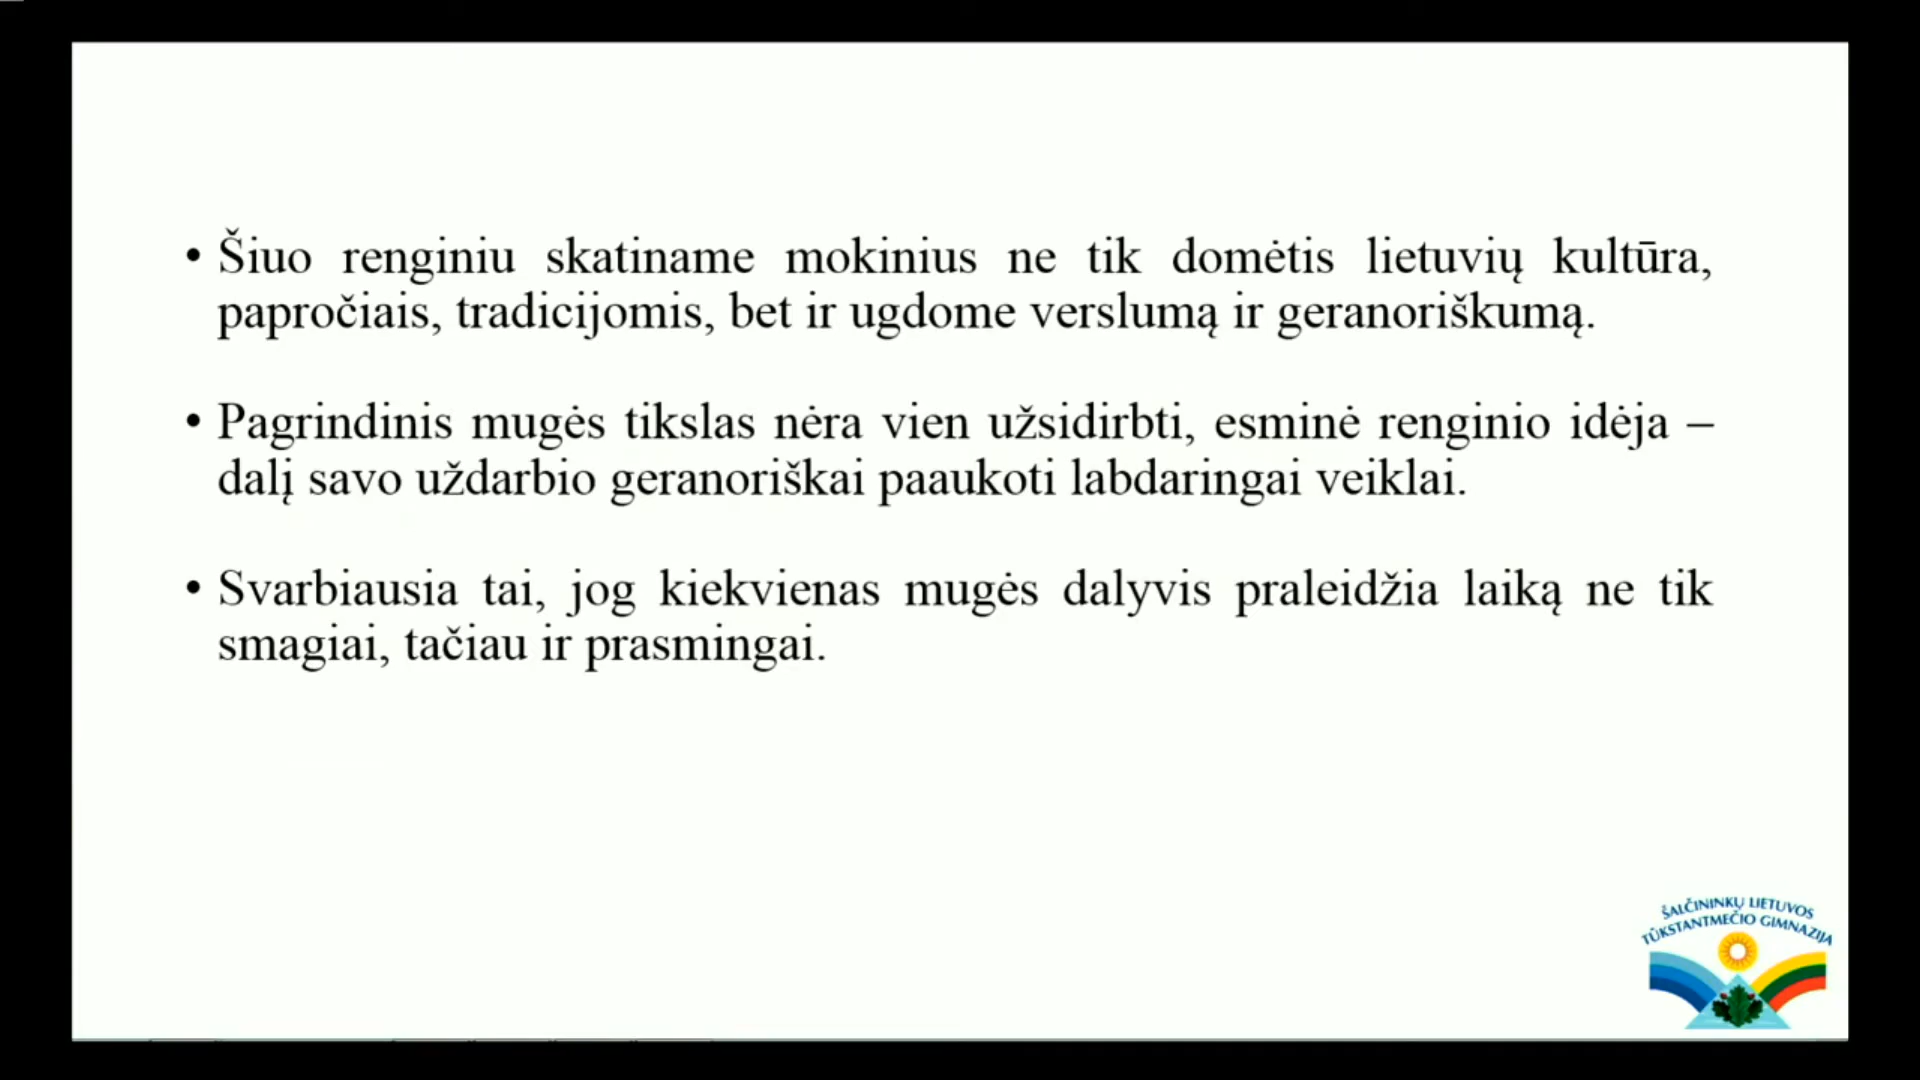 • Šiuo renginiu skatiname mokinius ne tik domėtis lietuvių kultūra,
papročiais, tradicijomis, bet ir ugdome verslumą ir geranoriškumą.
• Pagrindinis mugės tikslas nėra vien užsidirbti, esminė renginio idėja –
dalį savo uždarbio geranoriškai paaukoti labdaringai veiklai.
• Svarbiausia tai, jog kiekvienas mugės dalyvis praleidžia laiką ne tik
smagiai, tačiau ir prasmingai.
ŠALČININKŲ LIETUVOS
TŪKSTANTMEČIO GIMNAZIJA